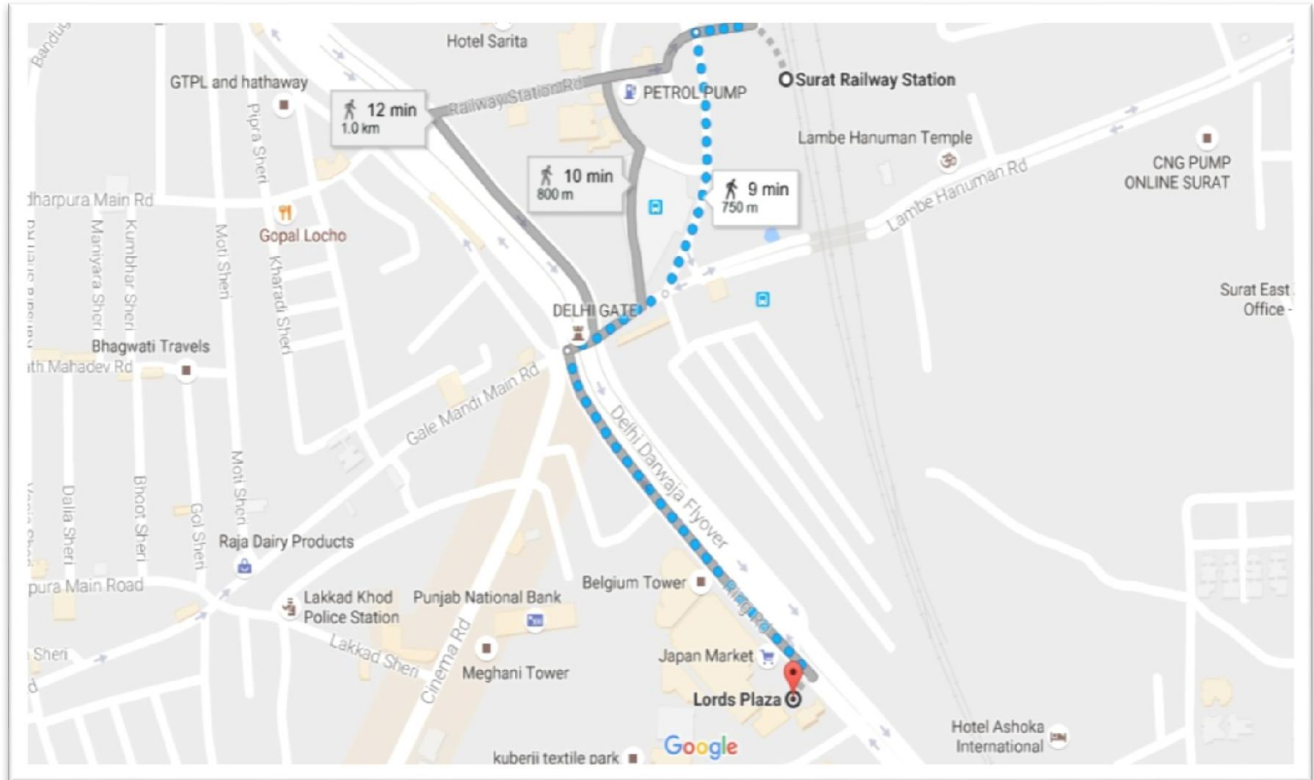 Bandug
Hotel Sarita
GTPL and hathaway
Railway Station Rd
PETROL PUMP
Surat Railway Station
12 min
1.0 km
Lambe Hanuman Temple
CNG PUMP
ONLINE SURAT
Pipra Sheri
10 min
800 m
9 min
750 m
Lambe Hanuman Rd
dharpura Main Rd
Gopal Locho
Maniyara Sheri
Kumbhar Sheri
Moti Sheri
Kharadi Sheri
Surat East
Office -
DELHI GATE
Bhagwati Travels
ath Mahadev Rd
Gale Mandi Main Rd
Delhi Darwaja Flyover
Dalia Sheri
Bhoot Sheri
Gol Sheri
Moti Sheri
Raja Dairy Products
pura Main Road
Belgium Tower
Ring Rd
Lakkad Khod
Police Station
Punjab National Bank
Lakkad Sheri
Cinema Rd
Meghani Tower
Japan Market
Sheri
Lords Plaza
Hotel Ashoka
International
Google
kuberji textile park